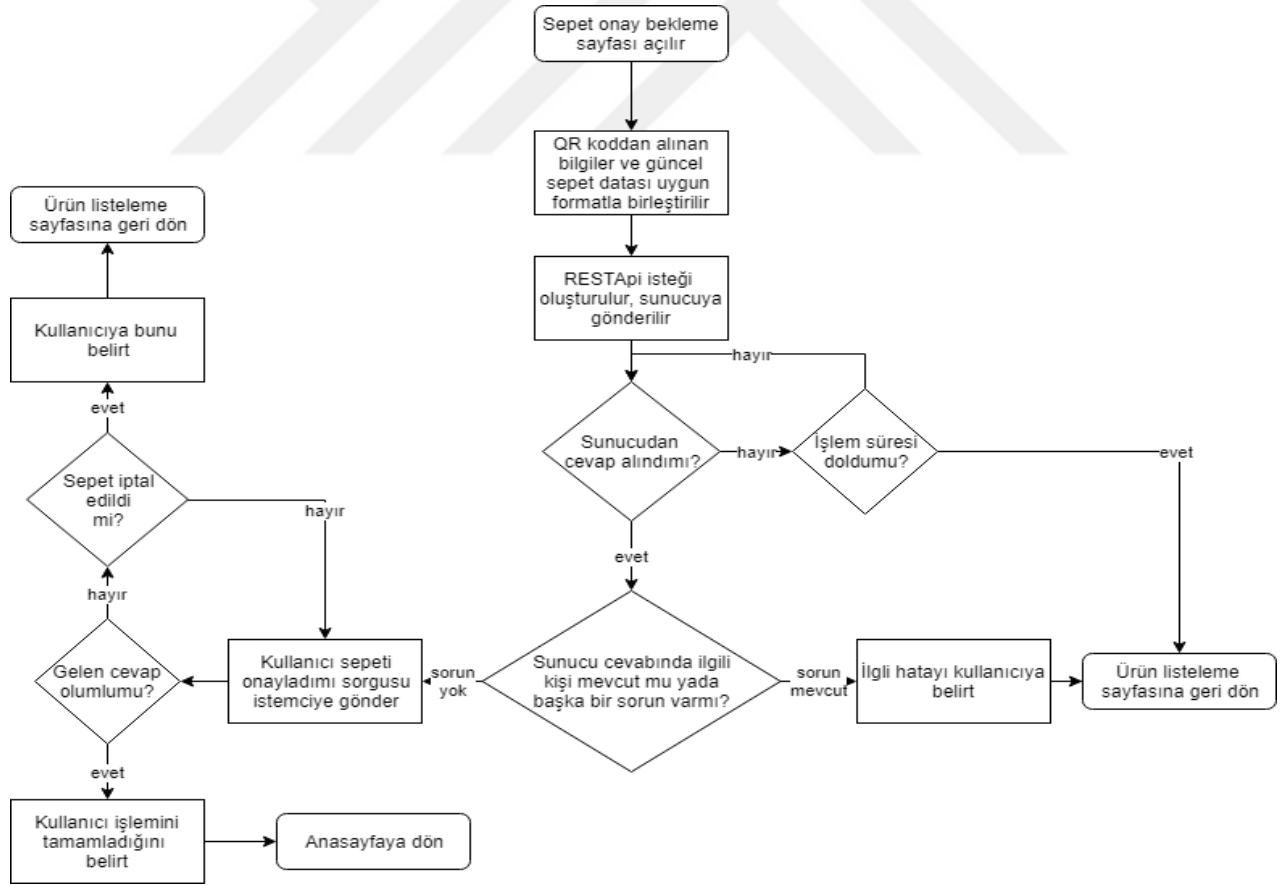 Sepet onay bekleme
sayfası açılır
QR koddan alınan
bilgiler ve güncel
sepet datası uygun
formatla birleştirilir
RESTApi isteği
oluşturulur, sunucuya
gönderilir
hayır
Sunucudan
cevap alındımı?
hayır
İşlem süresi
doldumu?
evet
evet
Sunucu cevabında ilgili
kişi mevcut mu yada
başka bir sorun varmı?
sorun
mevcut
İlgli hatayı kullanıcıya
belirt
Ürün listeleme
sayfasına geri dön
sorun
yok
Kullanıcı sepeti
onayladımı sorgusu
istemciye gönder
Gelen cevap
olumlumu?
hayır
Sepet iptal
edildi
mi?
hayır
evet
Kullanıcıya bunu
belirt
Ürün listeleme
sayfasına geri dön
evet
Kullanıcı işlemini
tamamladığını
belirt
Anasayfaya dön